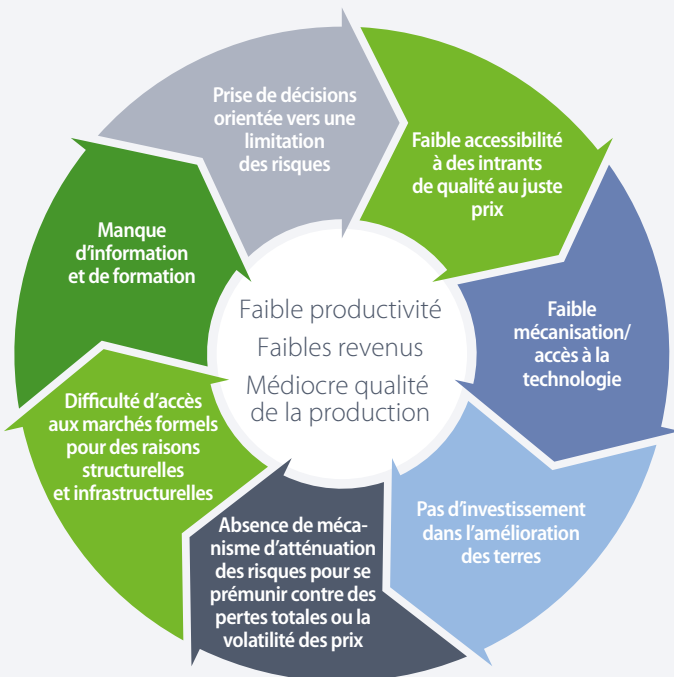 Prise de décisions
orientée vers une
limitation
des risques
Faible accessibilité
à des intrants
de qualité au juste
prix
Faible
mécanisation/
accès à la
technologie
Pas d'investissement
dans l'amélioration
des terres
Absence de méca-
nisme d'atténuation
des risques pour se
prémunir contre des
pertes totales ou la
volatilité des prix
Difficulté d'accès
aux marchés formels
pour des raisons
structurelles
et infrastructurelles
Manque
d'information
et de formation
Faible productivité
Faibles revenus
Médiocre qualité
de la production